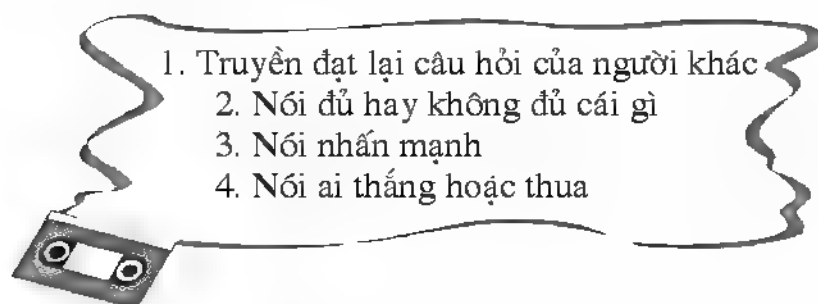 1. Truyền đạt lại câu hỏi của người khác
2. Nói đủ hay không đủ cái gì
3. Nói nhấn mạnh
4. Nói ai thắng hoặc thua